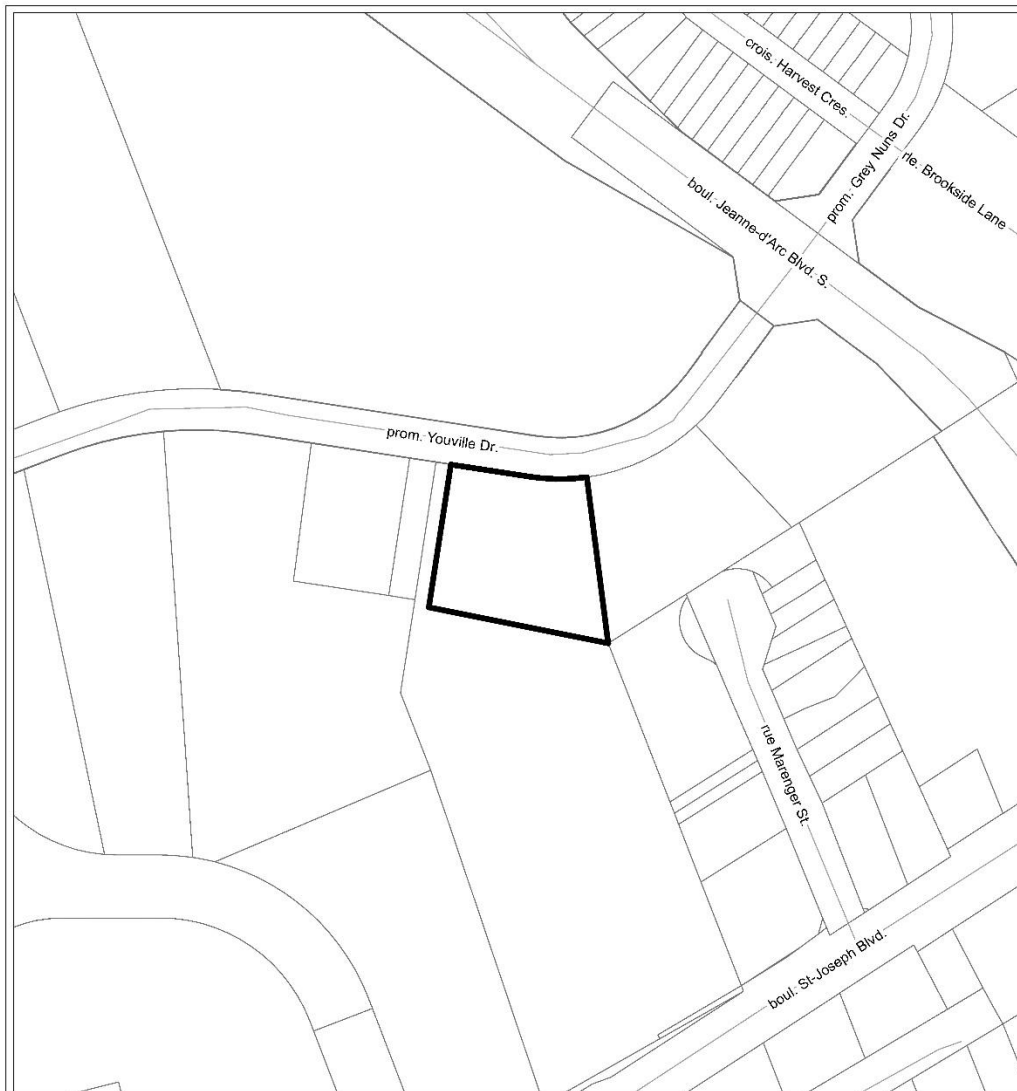 crois. Harvest Cres.
prom. Grey Nuns Dr.
rle. Brookside Lane
boul. Jeanne-d'Arc Blvd. S.
prom. Youville Dr.
rue Marenger St.
boul. St-Joseph Blvd.